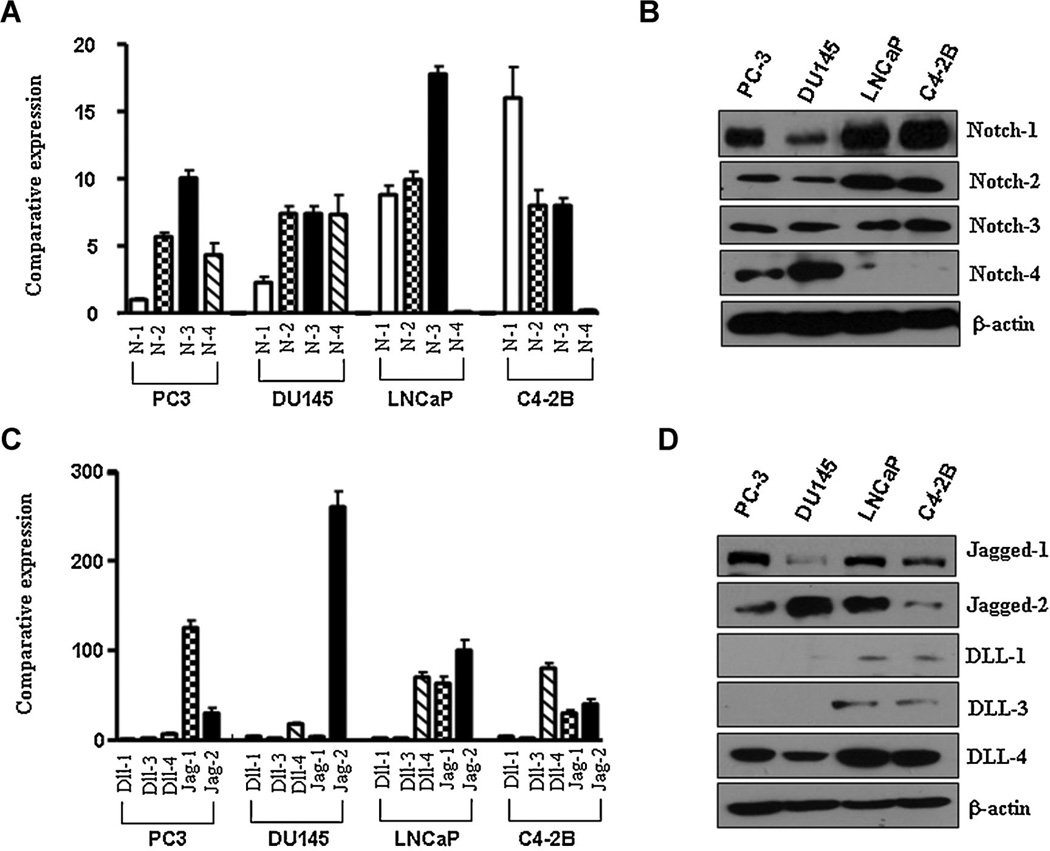 A
Comparative expression
20
15
10
5
0
N-1 N-2 N-3 N-4 N-1 N-2 N-3 N-4 N-1 N-2 N-3 N-4 N-1 N-2 N-3 N-4
PC3 DU145 LNCaP C4-2B
B
PC-3 DU145 LNCaP C4-2B
Notch-1
Notch-2
Notch-3
Notch-4
β-actin
C
Comparative expression
300
200
100
0
Dll-1 Dll-3 Dll-4 Jag-1 Jag-2 Dll-1 Dll-3 Dll-4 Jag-1 Jag-2 Dll-1 Dll-3 Dll-4 Jag-1 Jag-2 Dll-1 Dll-3 Dll-4 Jag-1 Jag-2
PC3 DU145 LNCaP C4-2B
D
PC-3 DU145 LNCaP C4-2B
Jagged-1
Jagged-2
DLL-1
DLL-3
DLL-4
β-actin